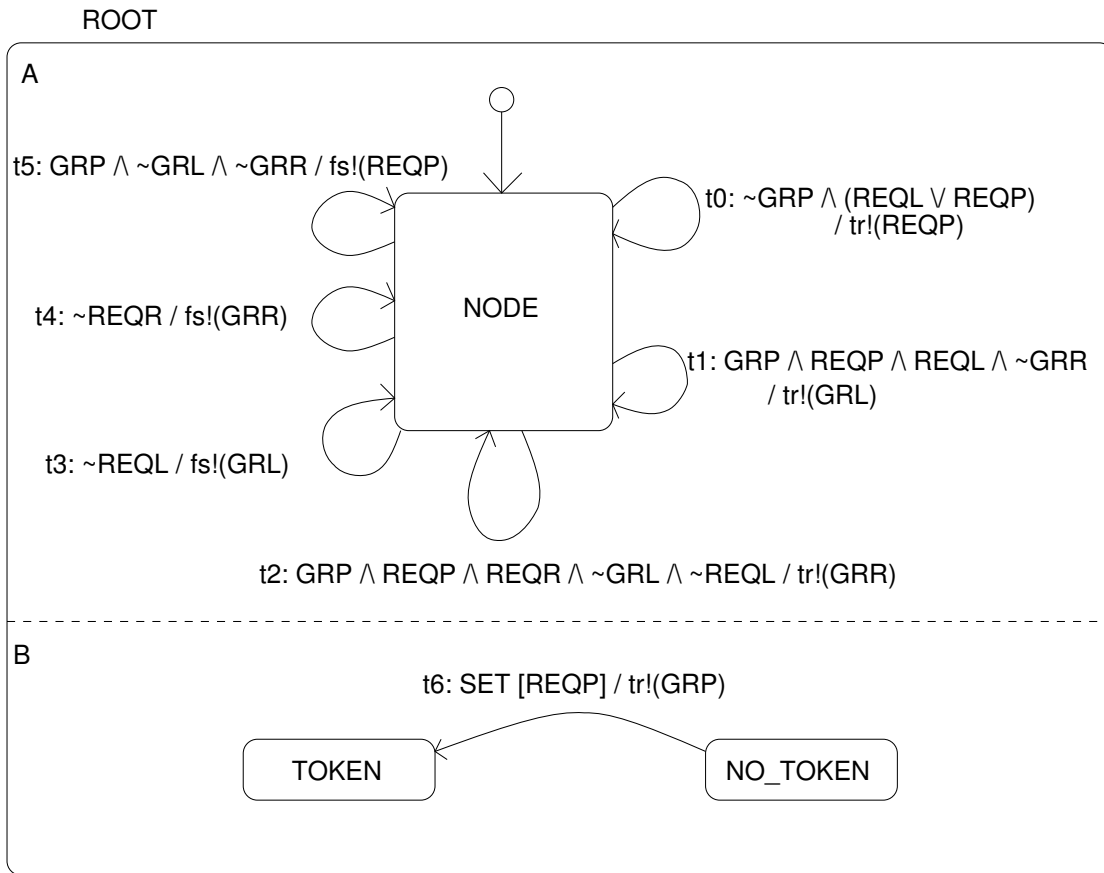 ROOT
A
t5: GRP /\ ~GRL /\ ~GRR / fs!(REQP)
t0: ~GRP /\ (REQL \/ REQP)
/ tr!(REQP)
t4: ~REQR / fs!(GRR)
NODE
t1: GRP /\ REQP /\ REQL /\ ~GRR
/ tr!(GRL)
t3: ~REQL / fs!(GRL)
t2: GRP /\ REQP /\ REQR /\ ~GRL /\ ~REQL / tr!(GRR)
B
t6: SET [REQP] / tr!(GRP)
TOKEN
NO_TOKEN